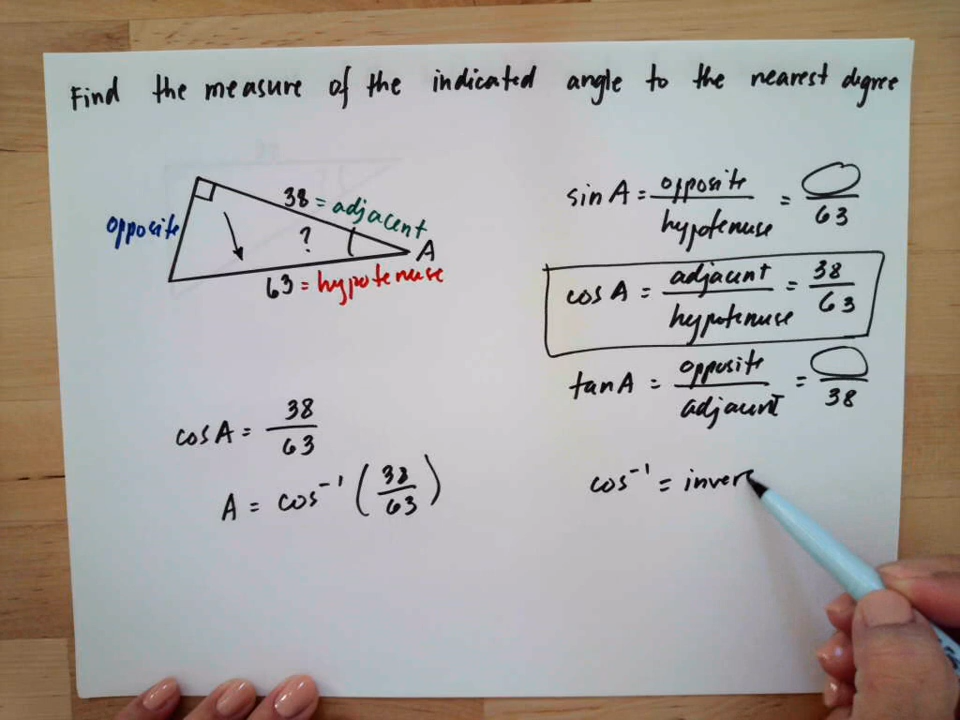 Find the measure of the indicated angle to the nearest degree
38 = adjacent
opposite
?
A
63 = hypotenuse
sin A = opposite / hypotenuse = / 63
cos A = adjacent / hypotenuse = 38 / 63
tan A = opposite / adjacent = / 38
cos A = 38 / 63
A = cos⁻¹ (38 / 63)
cos⁻¹ = invers